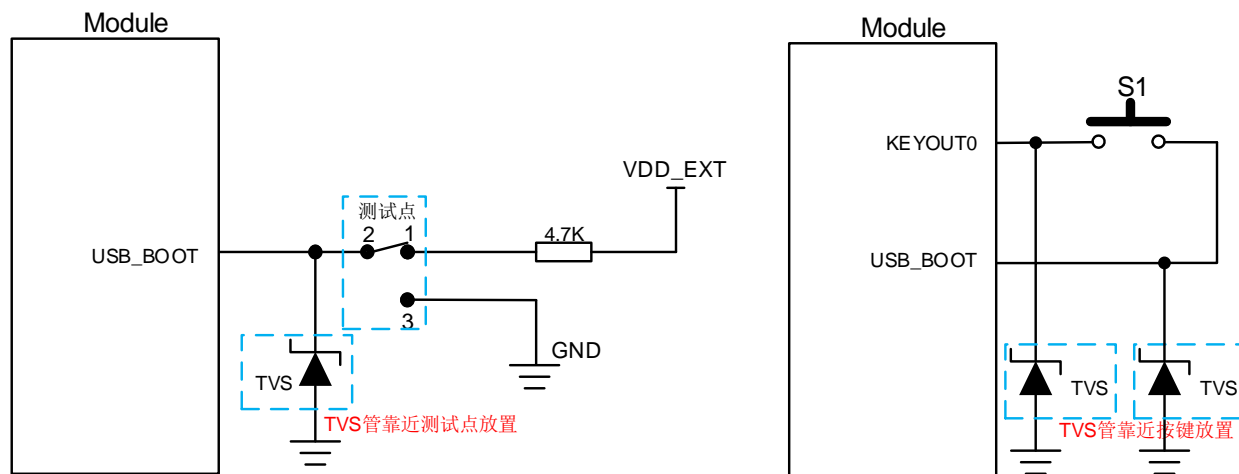 Module
USB_BOOT
测试点
2 1
3
4.7K
VDD_EXT
GND
TVS
TVS管靠近测试点放置
Module
KEYOUT0
USB_BOOT
S1
TVS
TVS
TVS管靠近按键放置